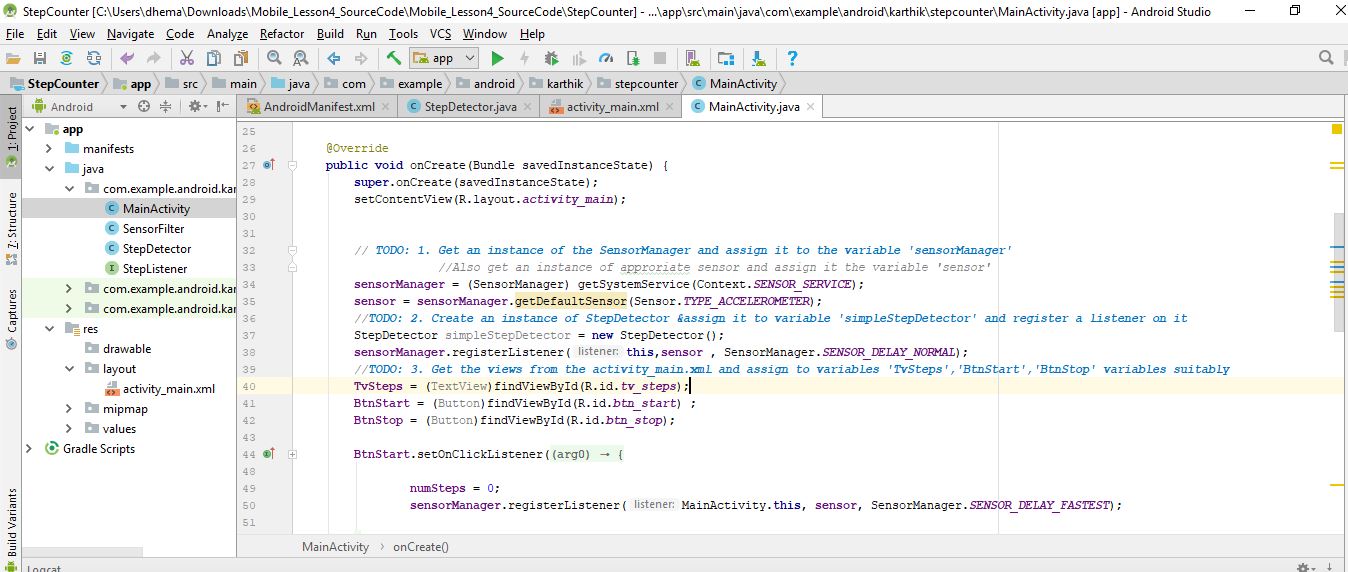 StepCounter [C:\Users\dhema\Downloads\Mobile_Lesson4_SourceCode\Mobile_Lesson4_SourceCode\StepCounter] - ...\app\src\main\java\com\example\android\karthik\stepcounter\MainActivity.java [app] - Android Studio
File Edit View Navigate Code Analyze Refactor Build Run Tools VCS Window Help
app
StepCounter app src main java com example android karthik stepcounter MainActivity
Android
AndroidManifest.xml StepDetector.java activity_main.xml MainActivity.java
1: Project
Z: Structure
Captures
Build Variants
app
manifests
java
com.example.android.kar
MainActivity
SensorFilter
StepDetector
StepListener
com.example.android.kar
com.example.android.kar
res
drawable
layout
activity_main.xml
mipmap
values
Gradle Scripts
25
26 @Override
27 public void onCreate(Bundle savedInstanceState) {
28 super.onCreate(savedInstanceState);
29 setContentView(R.layout.activity_main);
30
31
32 // TODO: 1. Get an instance of the SensorManager and assign it to the variable 'sensorManager'
33 //Also get an instance of approriate sensor and assign it the variable 'sensor'
34 sensorManager = (SensorManager) getSystemService(Context.SENSOR_SERVICE);
35 sensor = sensorManager.getDefaultSensor(Sensor.TYPE_ACCELEROMETER);
36 //TODO: 2. Create an instance of StepDetector &assign it to variable 'simpleStepDetector' and register a listener on it
37 StepDetector simpleStepDetector = new StepDetector();
38 sensorManager.registerListener( listener: this,sensor , SensorManager.SENSOR_DELAY_NORMAL);
39 //TODO: 3. Get the views from the activity_main.xml and assign to variables 'TvSteps','BtnStart','BtnStop' variables suitably
40 TvSteps = (TextView)findViewById(R.id.tv_steps);
41 BtnStart = (Button)findViewById(R.id.btn_start) ;
42 BtnStop = (Button)findViewById(R.id.btn_stop);
43
44 BtnStart.setOnClickListener((arg0) → {
48
49 numSteps = 0;
50 sensorManager.registerListener( listener: MainActivity.this, sensor, SensorManager.SENSOR_DELAY_FASTEST);
51
MainActivity › onCreate()
Logcat